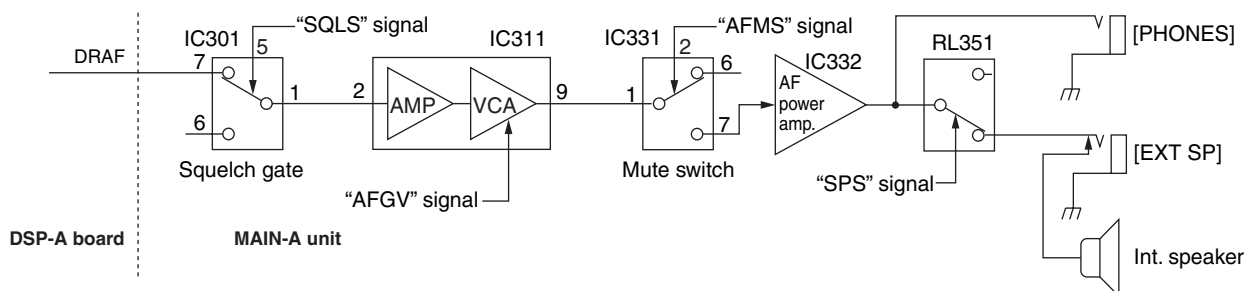 "SQLS" signal
"AFMS" signal
IC301
IC311
IC331
IC332
RL351
[PHONES]
DRAF
7
5
1
6
2
AMP
VCA
9
1
2
6
7
AF
power
amp.
Squelch gate
Mute switch
[EXT SP]
"AFGV" signal
"SPS" signal
DSP-A board
MAIN-A unit
Int. speaker